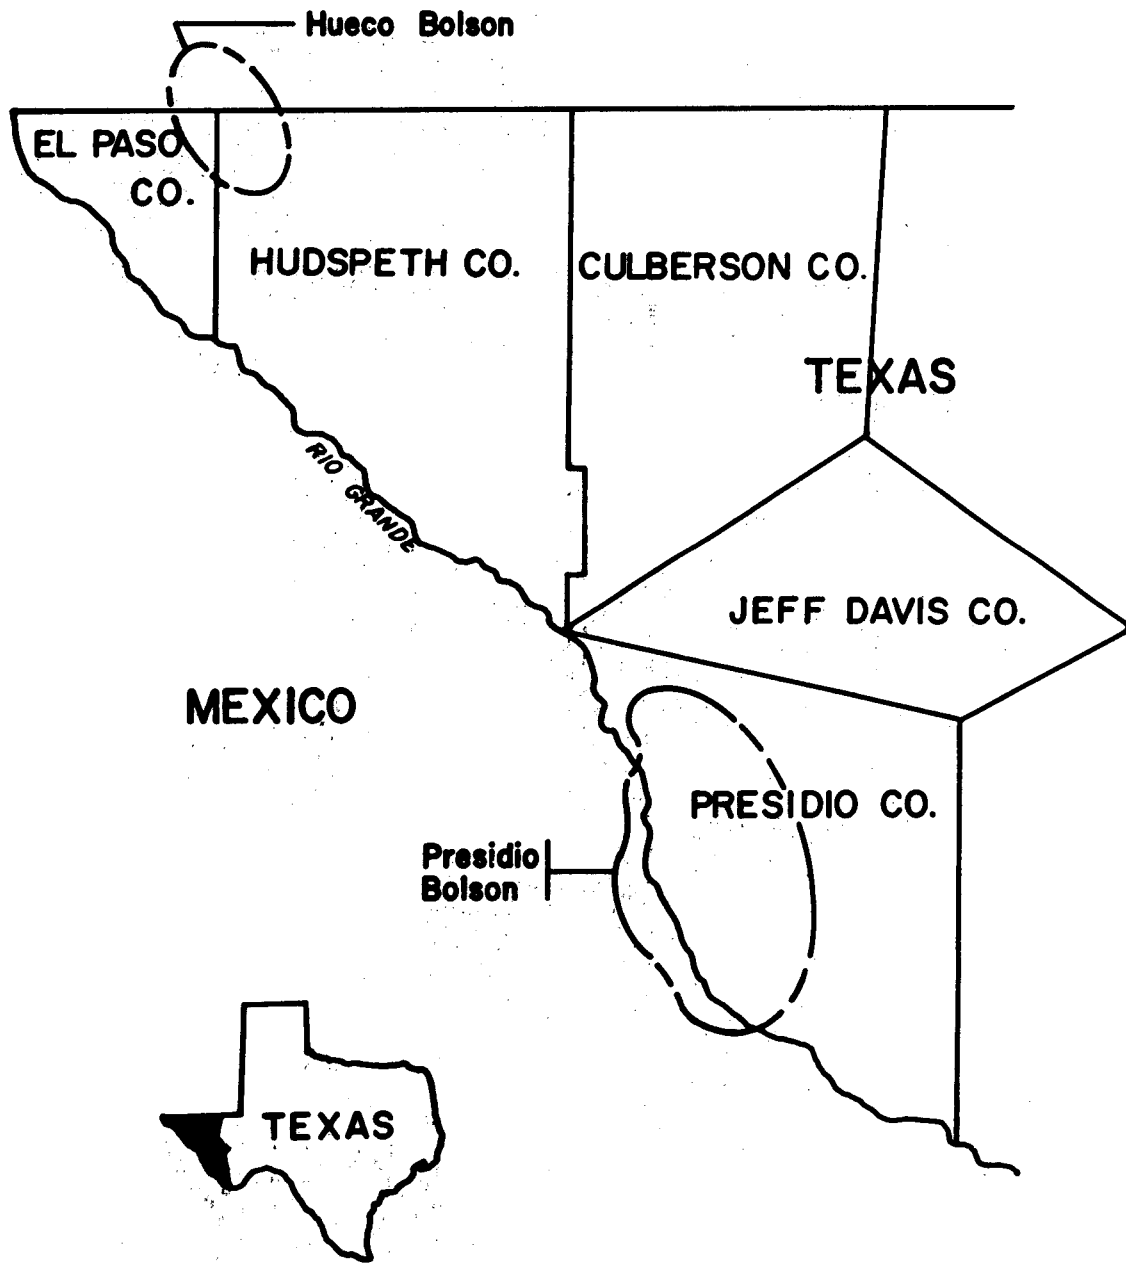 Hueco Bolson
EL PASO
CO.
HUDSPETH CO.
CULBERSON CO.
TEXAS
RIO GRANDE
JEFF DAVIS CO.
MEXICO
PRESIDIO CO.
Presidio
Bolson
TEXAS